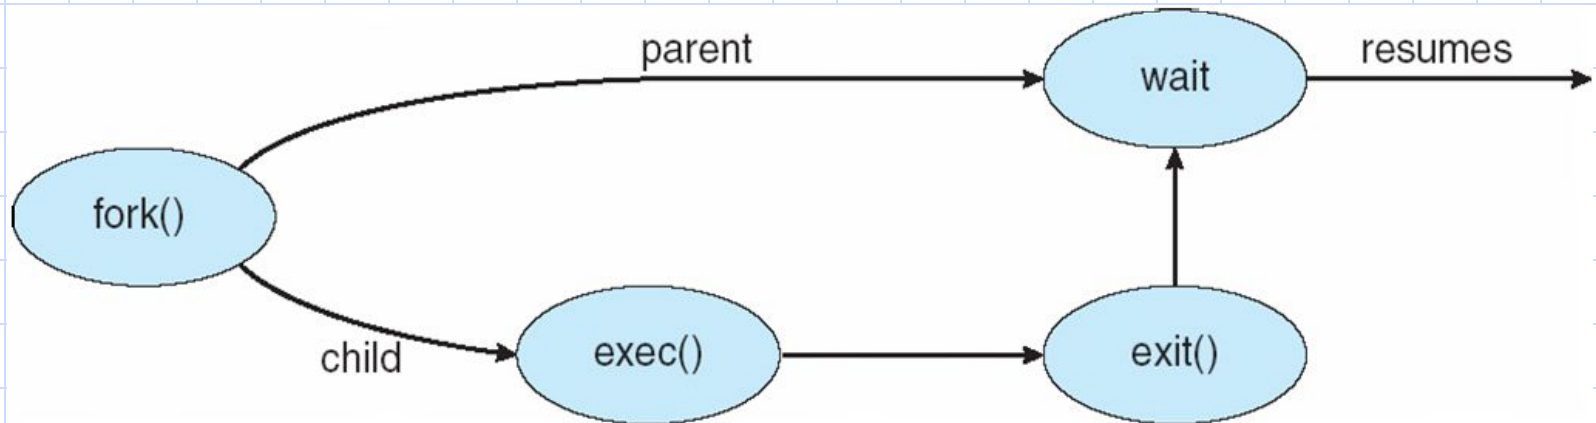 parent
wait
resumes
fork()
child
exec()
exit()